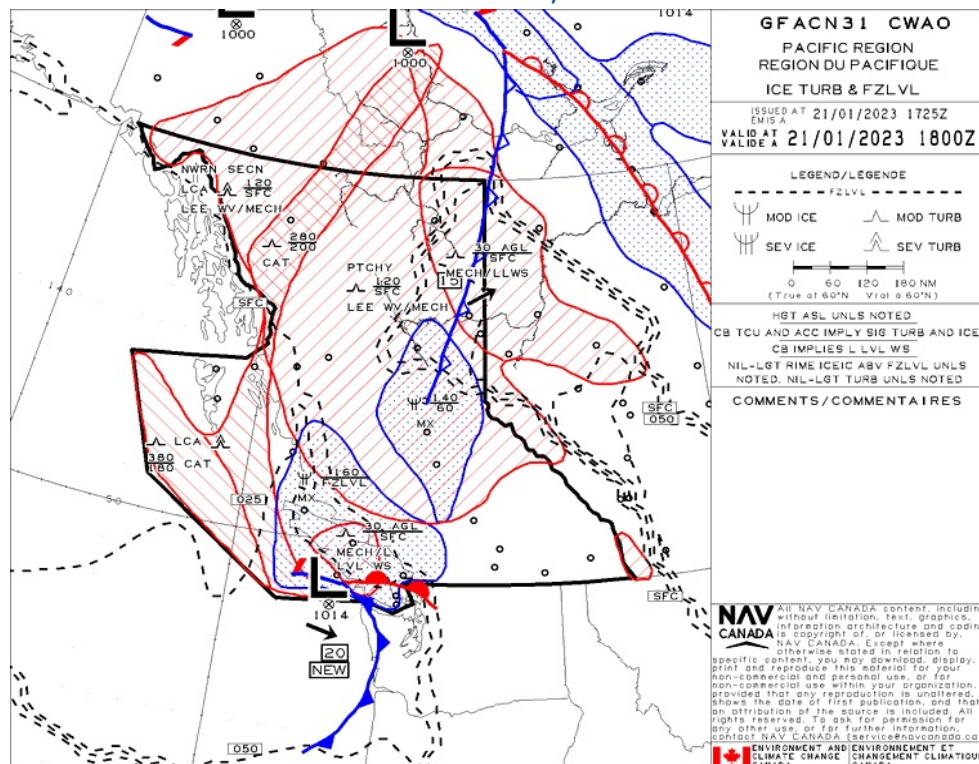 1014
L
1000
L
1000
NWRN SECN
LCA 120
SFC
LEE WV/MECH
280
200
CAT
PTCHY
120
SFC
LEE WV/MECH
30 AGL
SFC
MECH/LLWS
15
140
SFC
140
60
MX
SFC
050
LCA
380
180 CAT
160
FZLVL
MX
50
025
30 AGL
SFC
MECH/L
LVL WS
L
1014
20
NEW
SFC
050
GFACN31 CWAO
PACIFIC REGION
REGION DU PACIFIQUE
ICE TURB & FZLVL
ISSUED AT 21/01/2023 1725Z
EMIS A
VALID AT 21/01/2023 1800Z
VALIDE A
LEGEND/LÉGENDE
FZLVL
MOD ICE MOD TURB
SEV ICE SEV TURB
0 60 120 180 NM
(True at 60°N Vrai a 60°N)
HGT ASL UNLS NOTED
CB TCU AND ACC IMPLY SIG TURB AND ICE
CB IMPLIES L LVL WS
NIL-LGT RIME ICEIC ABV FZLVL UNLS
NOTED. NIL-LGT TURB UNLS NOTED
COMMENTS/COMMENTAIRES
NAV CANADA
All NAV CANADA content, includin
without limitation, text, graphics,
information architecture and codin
is copyright of, or licensed by,
NAV CANADA. Except where
otherwise stated in relation to
specific content, you may download, display,
print and reproduce this material for your
non-commercial and personal use, or for
non-commercial use within your organization,
provided that any reproduction is unaltered,
shows the date of first publication, and that
an attribution of the source is included. All
rights reserved. To ask for permission for
any other use, or for further information,
contact NAV CANADA (service@navcanada.ca
ENVIRONMENT AND
CLIMATE CHANGE
ENVIRONNEMENT ET
CHANGEMENT CLIMATIQU